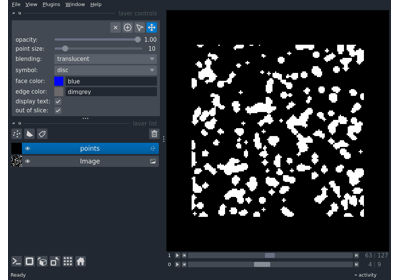 File View Plugins Window Help
layer controls
opacity: 1.00
point size: 10
blending: translucent
symbol: disc
face color: blue
edge color: dimgrey
display text: ✓
out of slice: ✓
layer list
points
Image
1 63 127
0 4 9
Ready activity